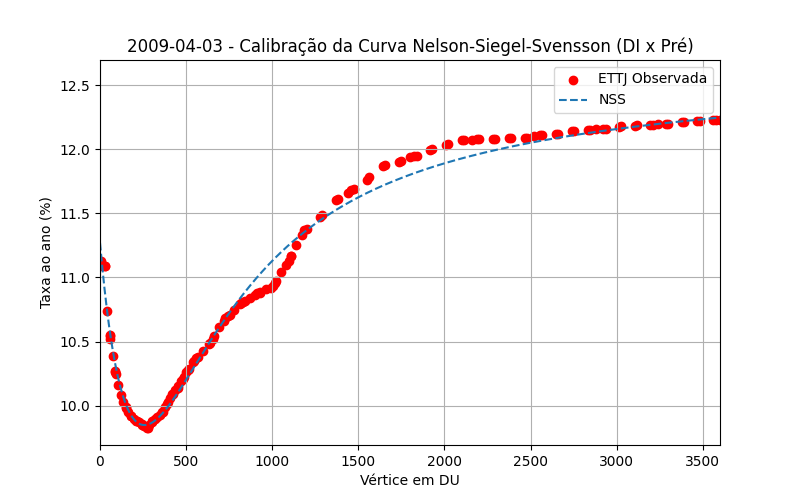 2009-04-03 - Calibração da Curva Nelson-Siegel-Svensson (DI x Pré)
ETTJ Observada
NSS
Taxa ao ano (%)
12.5
12.0
11.5
11.0
10.5
10.0
0 500 1000 1500 2000 2500 3000 3500
Vértice em DU